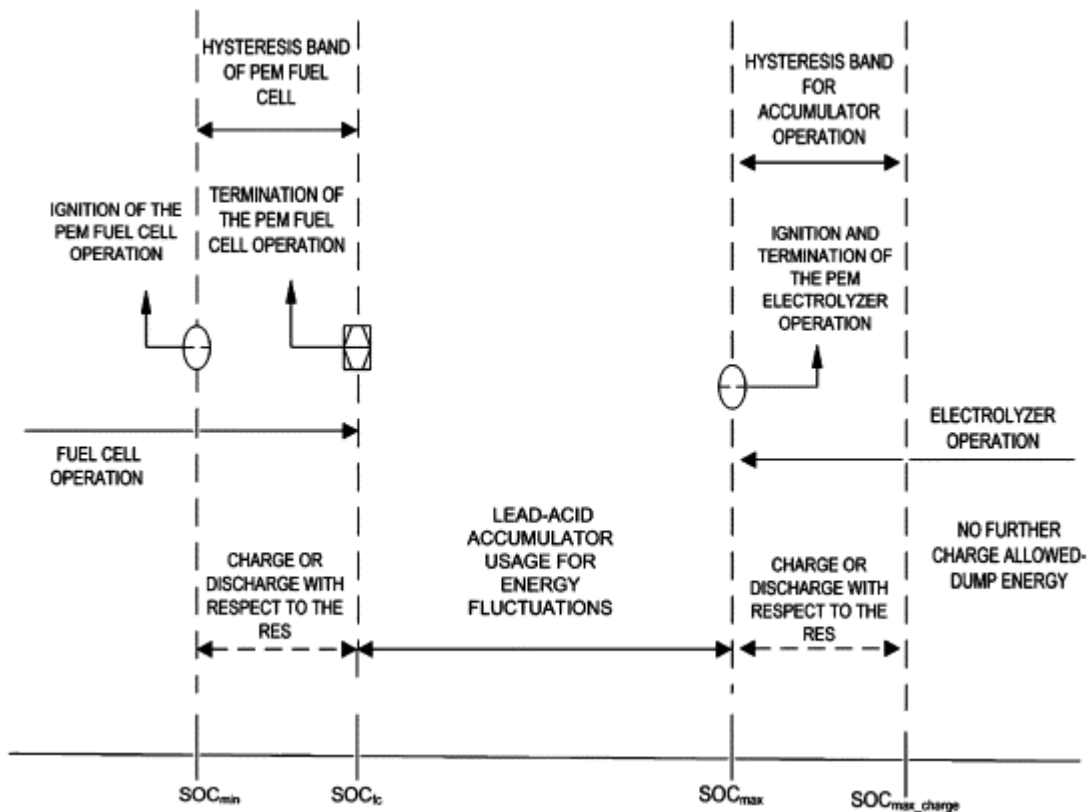 HYSTERESIS BAND
OF PEM FUEL
CELL
HYSTERESIS BAND
FOR
ACCUMULATOR
OPERATION
IGNITION OF THE
PEM FUEL CELL
OPERATION
TERMINATION OF
THE PEM FUEL
CELL OPERATION
IGNITION AND
TERMINATION OF
THE PEM
ELECTROLYZER
OPERATION
FUEL CELL
OPERATION
ELECTROLYZER
OPERATION
CHARGE OR
DISCHARGE WITH
RESPECT TO THE
RES
LEAD-ACID
ACCUMULATOR
USAGE FOR
ENERGY
FLUCTUATIONS
CHARGE OR
DISCHARGE WITH
RESPECT TO THE
RES
NO FURTHER
CHARGE ALLOWED-
DUMP ENERGY
SOCmin
SOCfc
SOCmax
SOCmax_charge